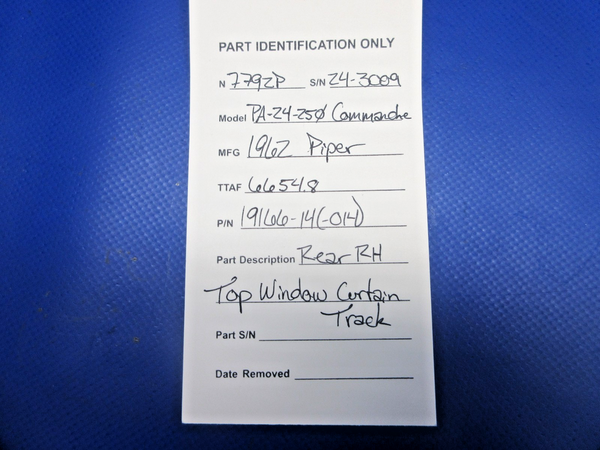 PART IDENTIFICATION ONLY
N 7792P S/N 24-3009
Model PA-24-250 Commanche
MFG 1962 Piper
TTAF 6654.8
P/N 19166-14(-014)
Part Description Rear RH
Top Window Curtain
Track
Part S/N
Date Removed